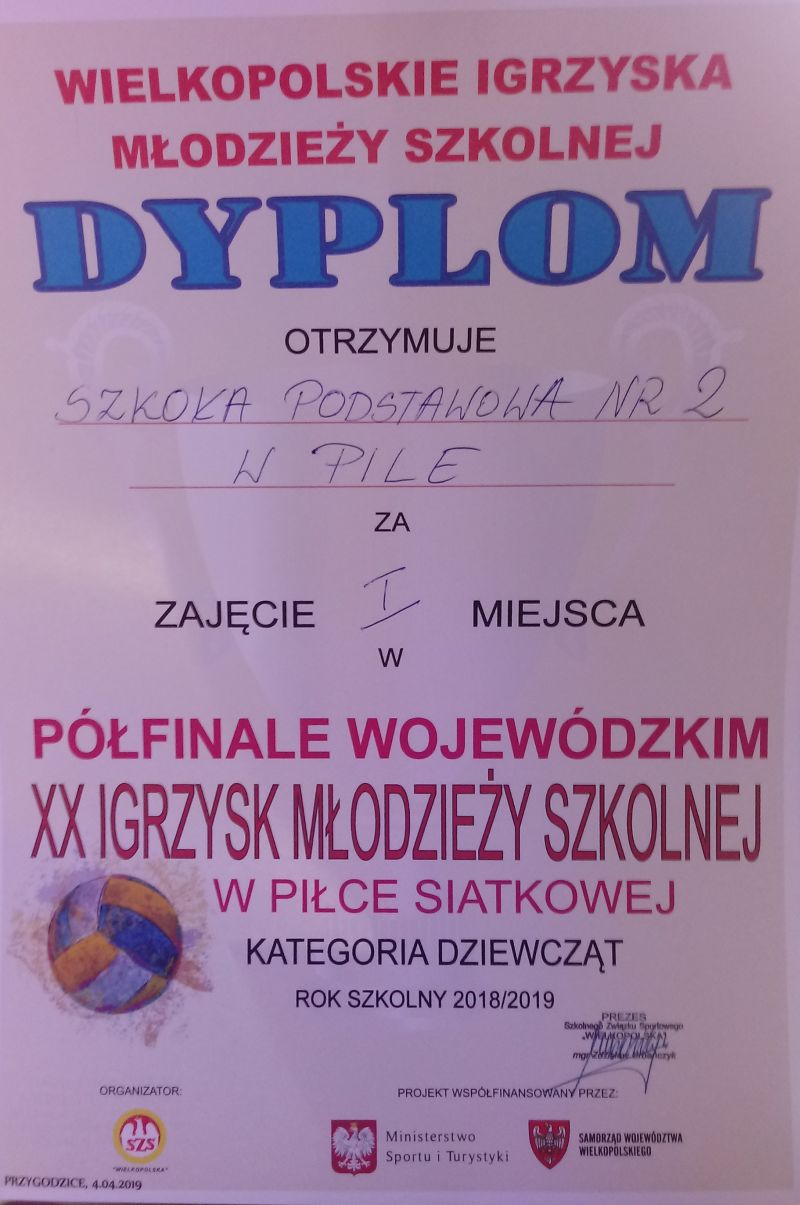 WIELKOPOLSKIE IGRZYSKA
MŁODZIEŻY SZKOLNEJ
DYPLOM
OTRZYMUJE
SZKOŁA PODSTAWOWA NR 2
W PILE
ZA
ZAJĘCIE I MIEJSCA
W
PÓŁFINALE WOJEWÓDZKIM
XX IGRZYSK MŁODZIEŻY SZKOLNEJ
W PIŁCE SIATKOWEJ
KATEGORIA DZIEWCZĄT
ROK SZKOLNY 2018/2019
PREZES
Szkolnego Związku Sportowego
„WIELKOPOLSKA"
mgr
ORGANIZATOR:
PROJEKT WSPÓŁFINANSOWANY PRZEZ:
SZS
"WIELKOPOLSKA"
Ministerstwo
Sportu i Turystyki
SAMORZĄD WOJEWÓDZTWA
WIELKOPOLSKIEGO
PRZYGODZICE, 4.04.2019